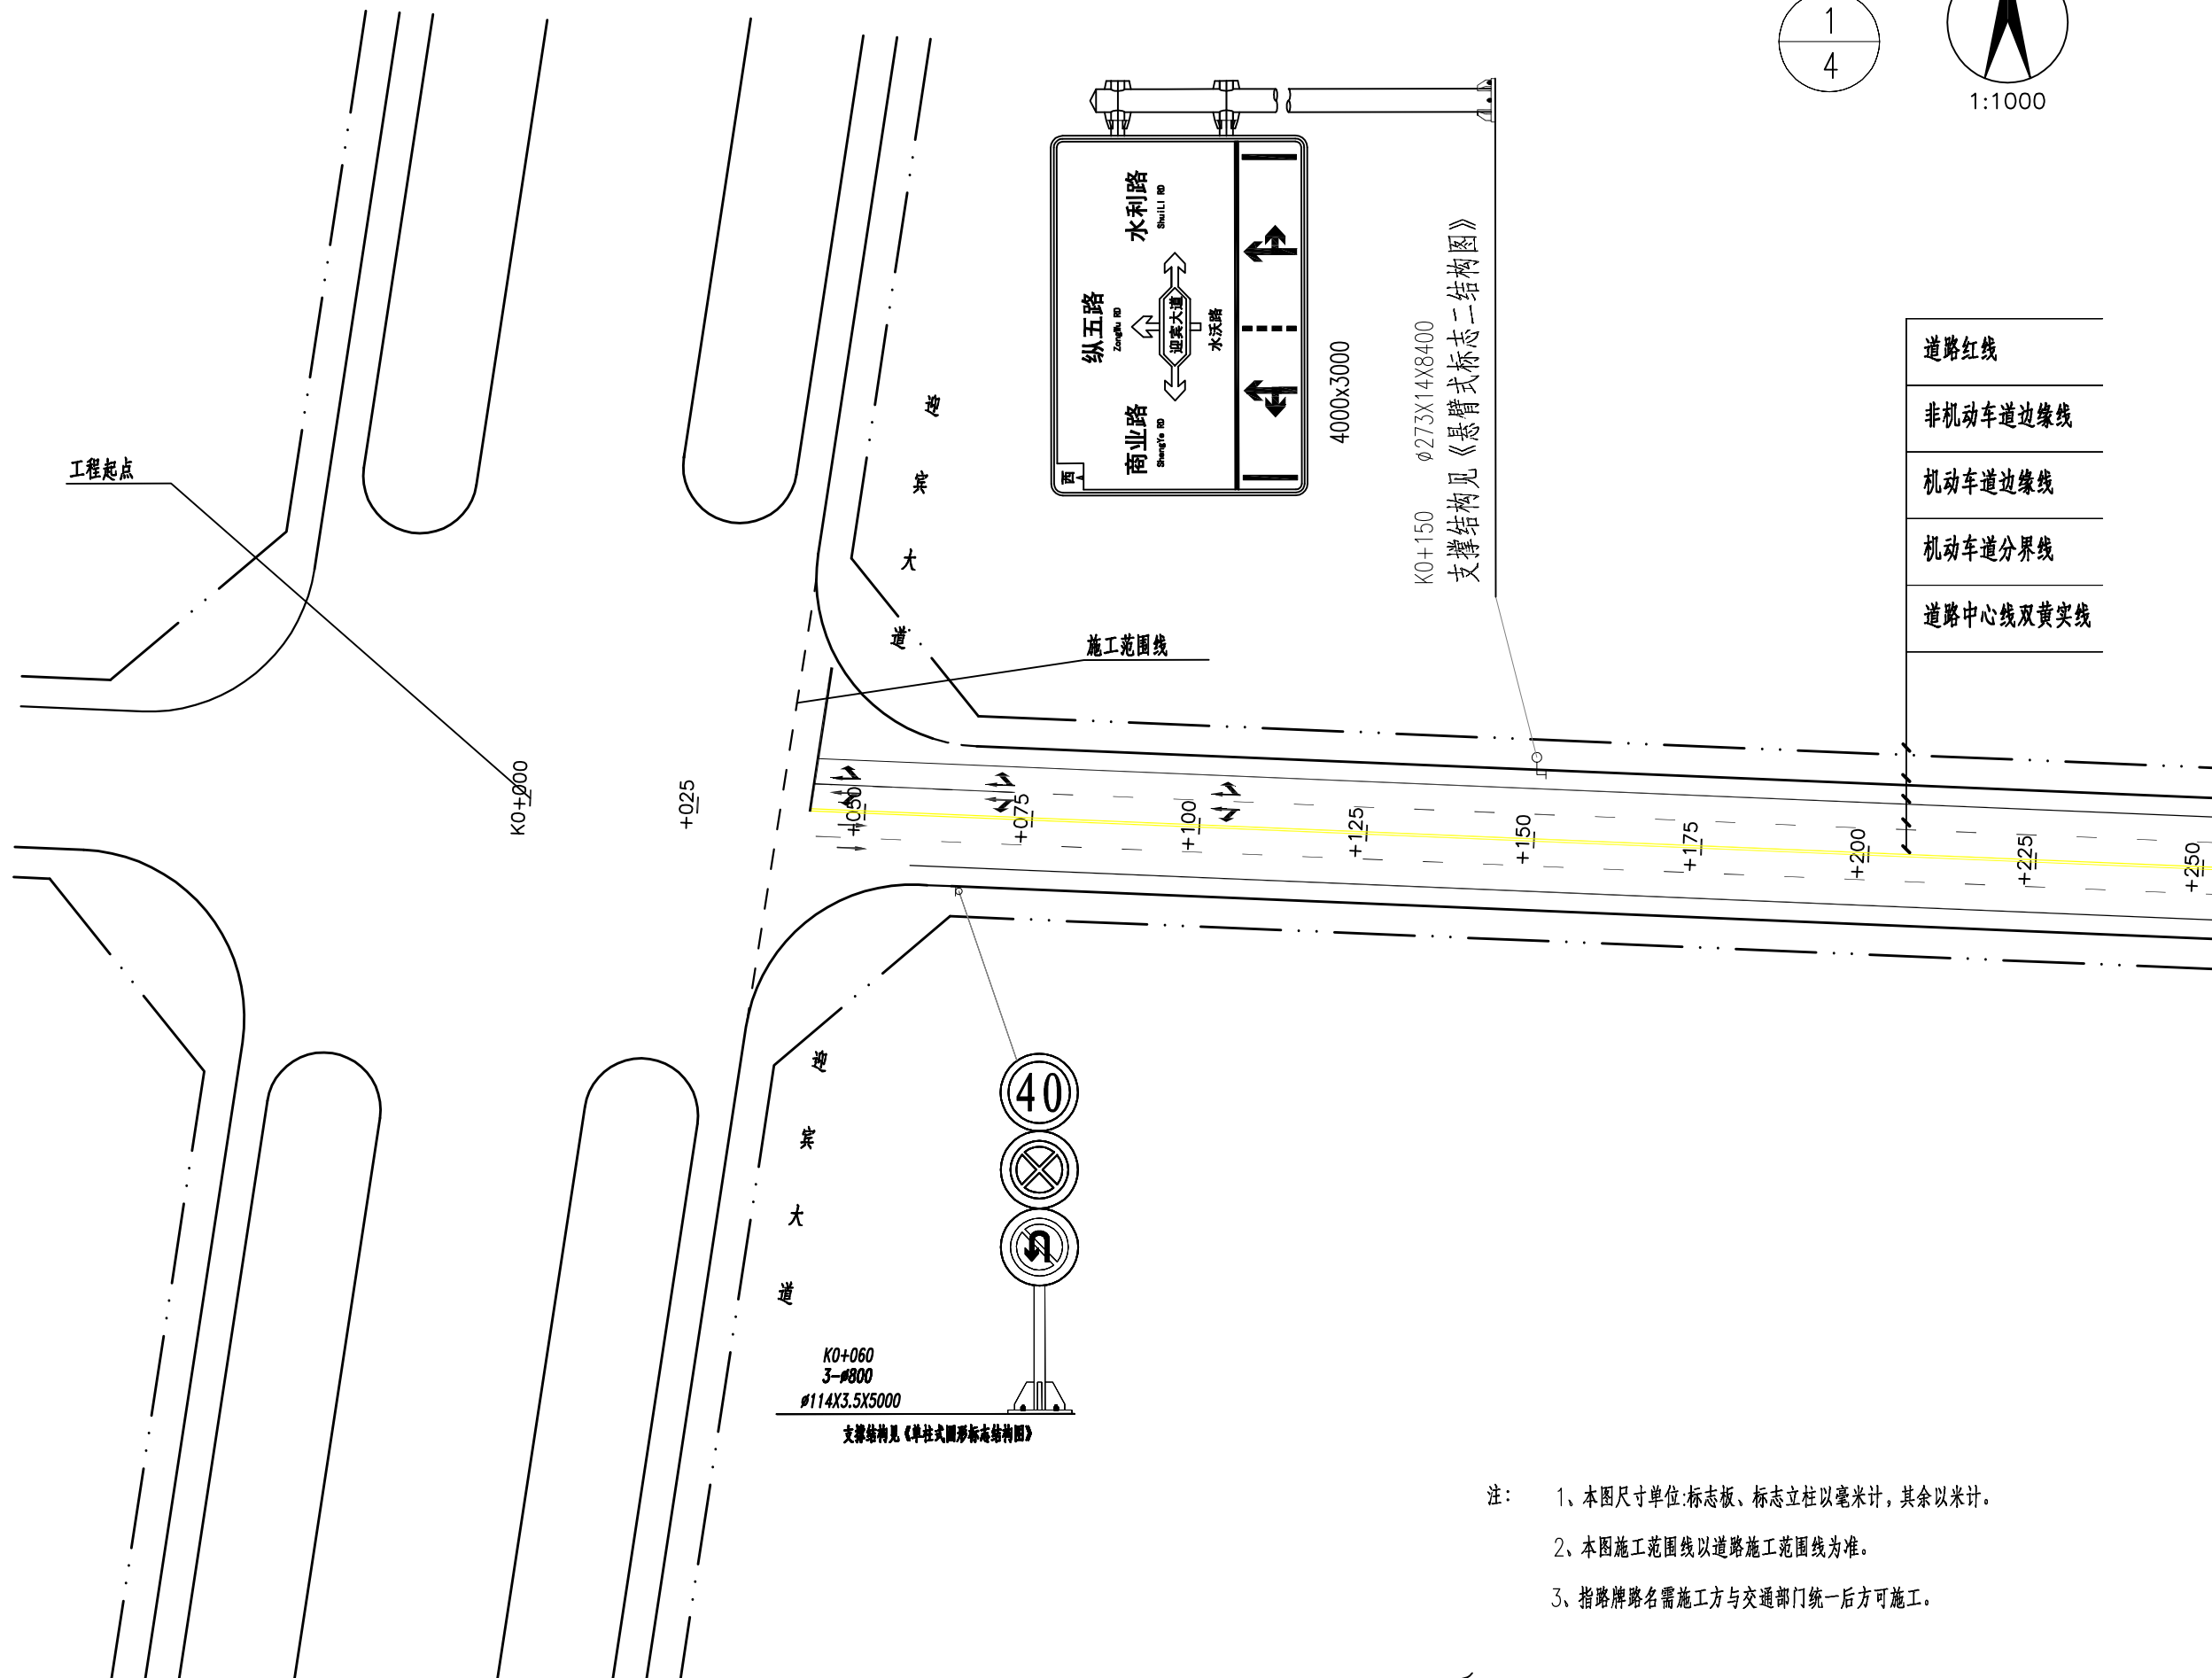 1
4
1:1000
水利路
ShuiLi RD
纵五路
ZongWu RD
迎宾大道
水沃路
商业路
ShangYe RD
西
4000x3000
K0+150 ø273X14X8400
支撑结构见《悬臂式标志二结构图》
道路红线
非机动车道边缘线
机动车道边缘线
机动车道分界线
道路中心线双黄实线
工程起点
迎宾大道
施工范围线
K0+000
+025
+050
+075
+100
+125
+150
+175
+200
+225
+250
迎宾大道
40
K0+060
3-ø800
ø114X3.5X5000
支撑结构见《单柱式圆形标志结构图》
注: 1、本图尺寸单位:标志板、标志立柱以毫米计，其余以米计。
2、本图施工范围线以道路施工范围线为准。
3、指路牌路名需施工方与交通部门统一后方可施工。